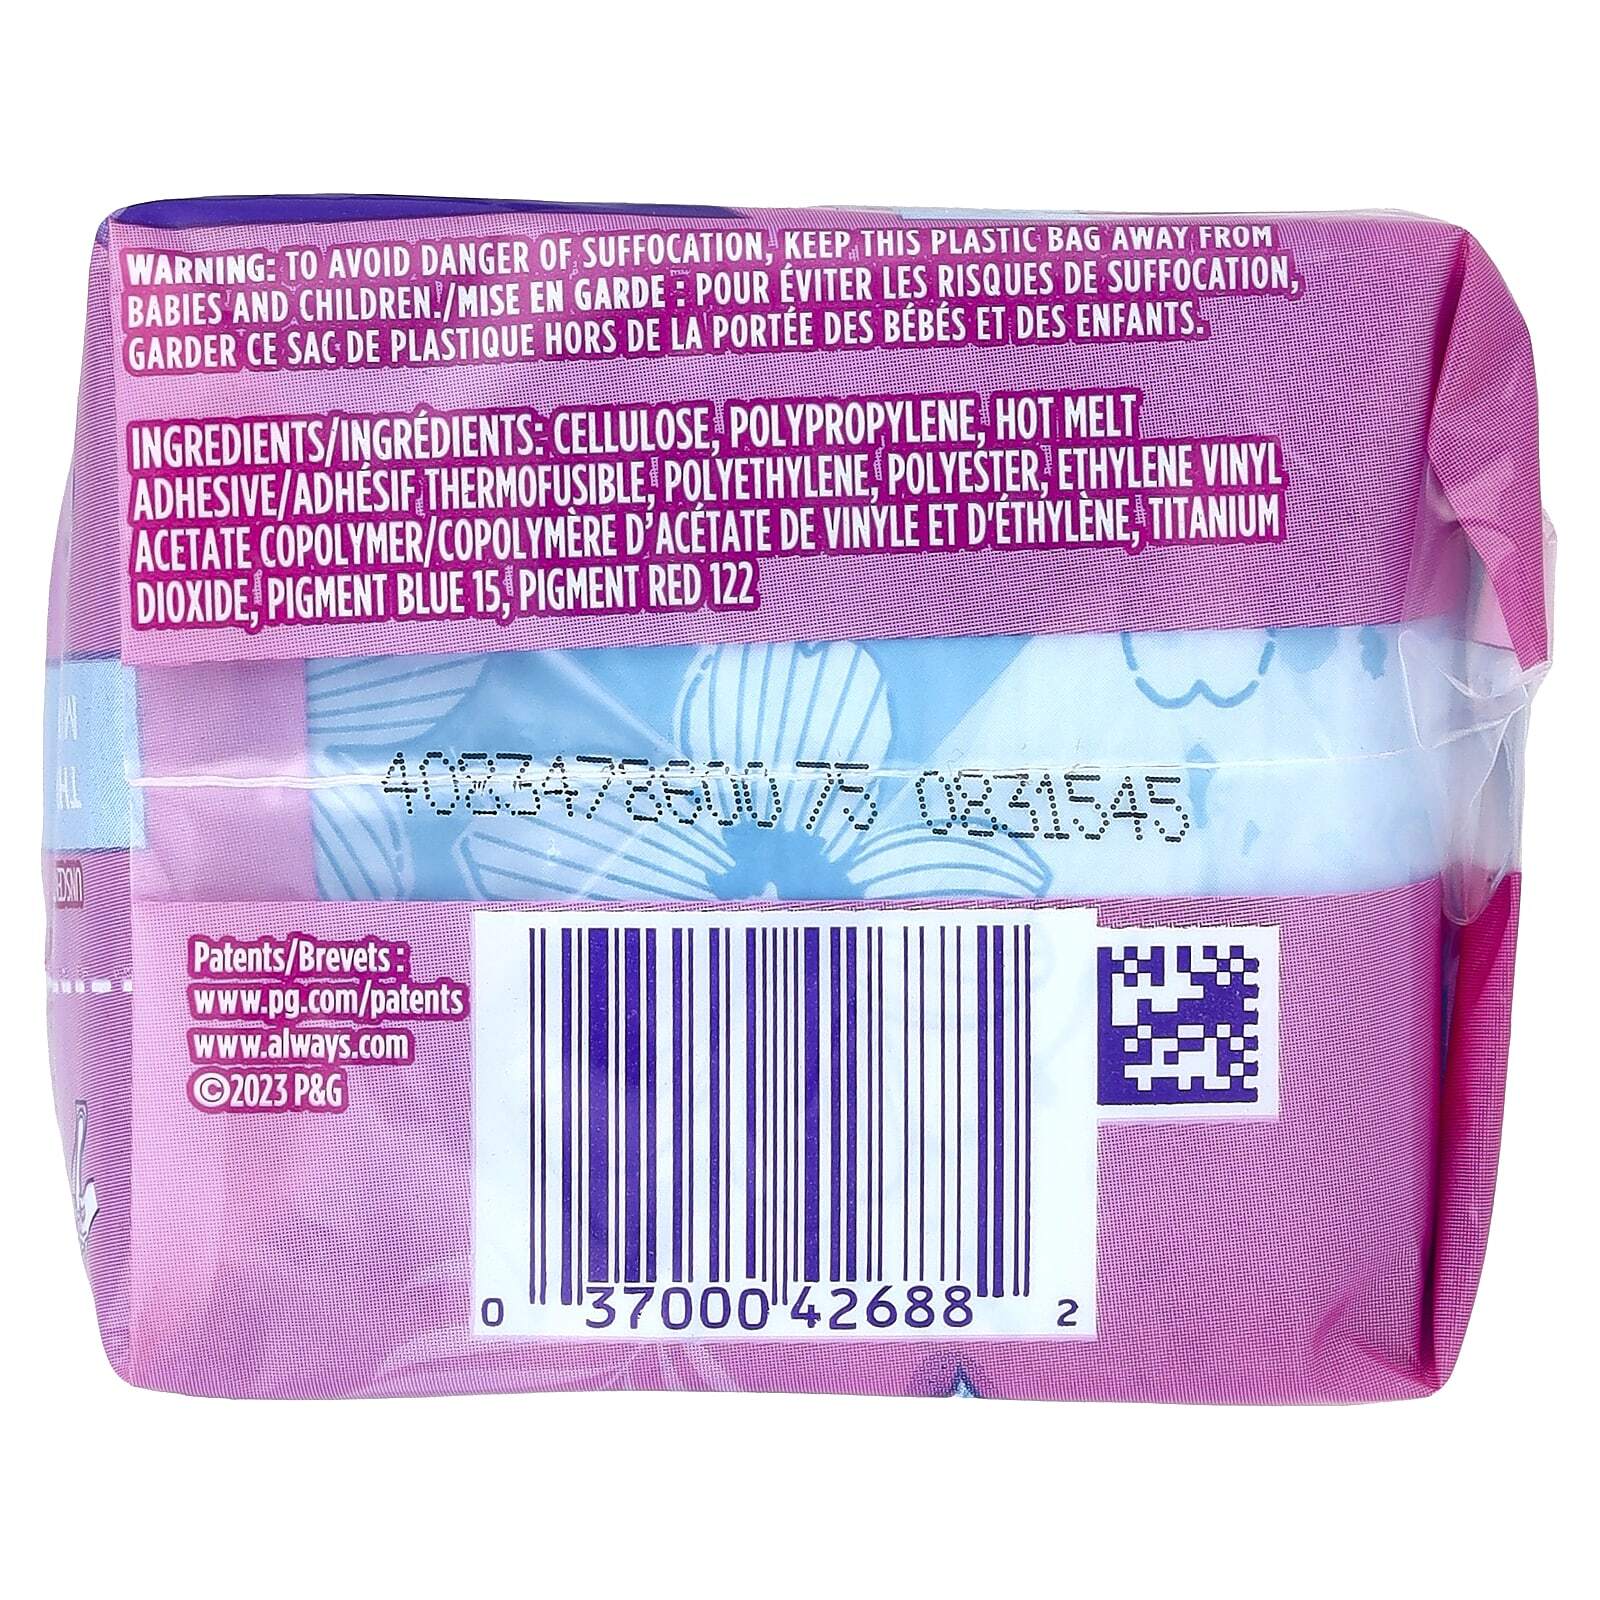 WARNING: TO AVOID DANGER OF SUFFOCATION, KEEP THIS PLASTIC BAG AWAY FROM
BABIES AND CHILDREN./MISE EN GARDE : POUR ÉVITER LES RISQUES DE SUFFOCATION,
GARDER CE SAC DE PLASTIQUE HORS DE LA PORTÉE DES BÉBÉS ET DES ENFANTS.
INGREDIENTS/INGRÉDIENTS: CELLULOSE, POLYPROPYLENE, HOT MELT
ADHESIVE/ADHÉSIF THERMOFUSIBLE, POLYETHYLENE, POLYESTER, ETHYLENE VINYL
ACETATE COPOLYMER/COPOLYMÈRE D'ACÉTATE DE VINYLE ET D'ÉTHYLÈNE, TITANIUM
DIOXIDE, PIGMENT BLUE 15, PIGMENT RED 122
75 0831545
Patents/Brevets :
www.pg.com/patents
www.always.com
©2023 P&G
0 37000 42688 2